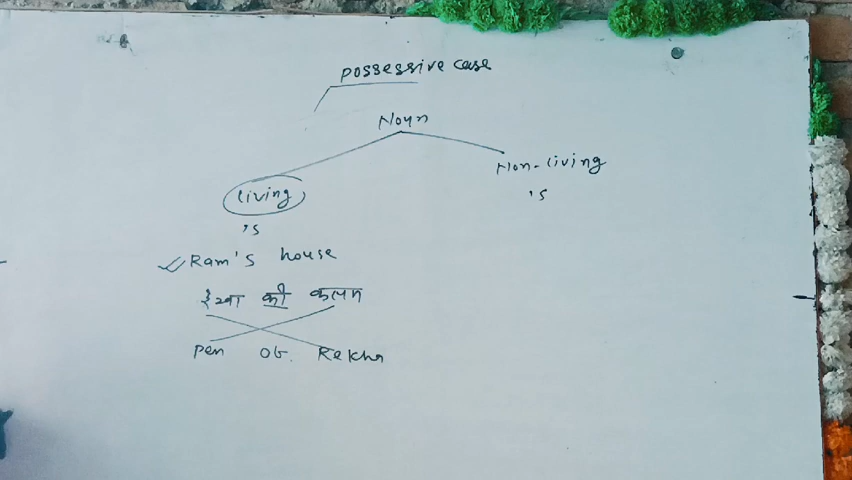 possessive case
Noun
living
Non-living
's
's
Ram's house
रेखा की कलम
Pen of Rekha